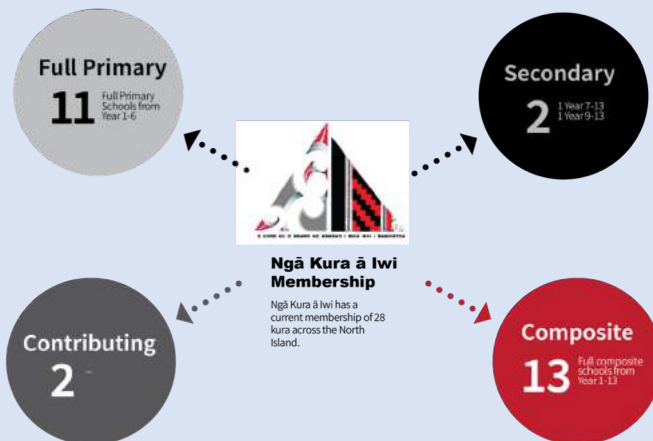 Full Primary
11
Full Primary
Schools from
Year 1-6
Secondary
2
1 Year 7-13
1 Year 9-13
Ngā Kura ā Iwi
Membership
Ngā Kura ā Iwi has a
current membership of 28
kura across the North
Island.
Contributing
2
-
Composite
13
Full composite
schools from
Year 1-13